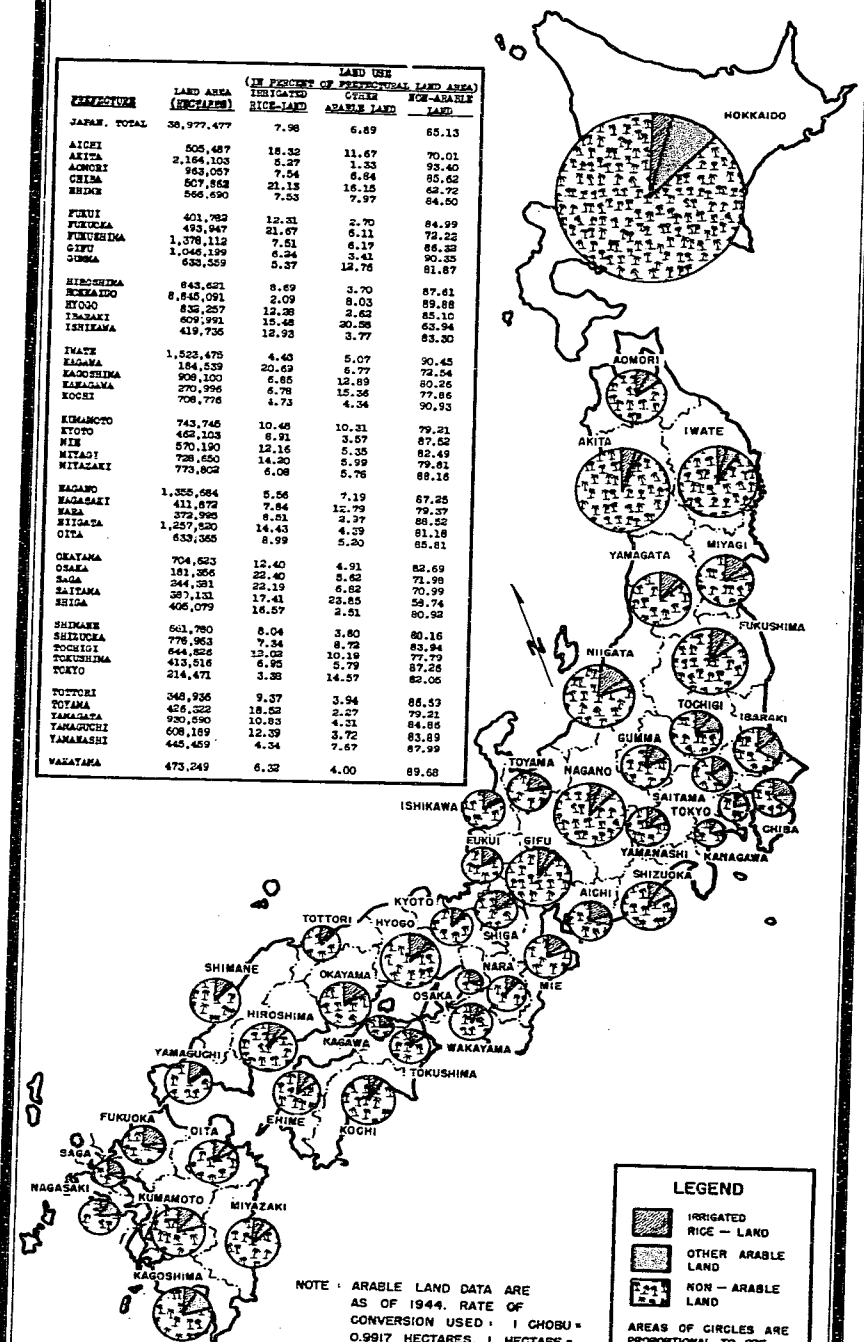 LAND USE
(IN PERCENT OF PREFECTURAL LAND AREA)
PREFECTURE LAND AREA (HECTARES) IRRIGATED RICE-LAND OTHER ARABLE LAND NON-ARABLE LAND
JAPAN, TOTAL 38,977,477 7.98 6.89 65.13
AICHI 505,487 18.32 11.67 70.01
AKITA 2,164,103 5.27 1.33 93.40
AOMORI 963,057 7.54 6.84 85.62
CHIBA 507,862 21.13 16.15 62.72
EHIME 566,690 7.53 7.97 84.50
FUKUI 401,782 12.31 2.70 84.99
FUKUOKA 493,947 21.67 6.11 72.22
FUKUSHIMA 1,378,112 7.51 6.17 86.32
GIFU 1,046,199 6.24 3.41 90.35
GUMMA 633,559 5.37 12.76 81.87
HIROSHIMA 843,621 8.69 3.70 87.61
HOKKAIDO 8,845,091 2.09 8.03 89.88
HYOGO 832,257 12.28 2.62 85.10
IBARAKI 609,991 15.48 20.58 63.94
ISHIKAWA 419,735 12.93 3.77 83.30
IWATE 1,523,475 4.48 5.07 90.45
KAGAWA 184,539 20.69 6.77 72.54
KAGOSHIMA 908,100 6.85 12.89 80.26
KANAGAWA 270,996 6.78 15.36 77.86
KOCHI 708,776 4.73 4.34 90.93
KUMAMOTO 743,745 10.48 10.31 79.21
KYOTO 462,103 8.91 3.57 87.52
MIE 570,190 12.16 5.35 82.49
MIYAGI 728,650 14.20 5.99 79.81
MIYAZAKI 773,802 6.08 5.76 88.16
NAGANO 1,355,684 5.56 7.19 87.25
NAGASAKI 411,872 7.84 12.79 79.37
NARA 372,995 8.51 2.97 88.52
NIIGATA 1,257,820 14.43 4.39 81.18
OITA 633,365 8.99 5.20 85.81
OKAYAMA 704,623 12.40 4.91 82.69
OSAKA 181,356 22.40 5.62 71.98
SAGA 244,381 22.19 6.82 70.99
SAITAMA 380,131 17.41 23.85 58.74
SHIGA 405,079 16.57 2.51 80.92
SHIMANE 661,780 8.04 3.80 88.16
SHIZUOKA 776,963 7.34 8.72 83.94
TOCHIGI 644,826 12.02 10.19 77.79
TOKUSHIMA 413,516 6.95 5.79 87.26
TOKYO 214,471 3.38 14.57 82.05
TOTTORI 348,936 9.37 3.94 86.53
TOYAMA 426,322 18.52 2.27 79.21
YAMAGATA 930,590 10.83 4.31 84.86
YAMAGUCHI 608,189 12.39 3.72 83.89
YAMANASHI 445,459 4.34 7.67 87.99
WAKAYAMA 473,249 6.32 4.00 89.68
HOKKAIDO
AOMORI
AKITA
IWATE
YAMAGATA
MIYAGI
N
FUKUSHIMA
NIIGATA
TOCHIGI
IBARAKI
GUMMA
TOYAMA
NAGANO
ISHIKAWA
SAITAMA
TOKYO
CHIBA
FUKUI
GIFU
YAMANASHI
KANAGAWA
SHIZUOKA
AICHI
KYOTO
TOTTORI
HYOGO
SHIGA
NARA
MIE
SHIMANE
OKAYAMA
OSAKA
HIROSHIMA
KAGAWA
WAKAYAMA
YAMAGUCHI
TOKUSHIMA
EHIME
KOCHI
FUKUOKA
OITA
SAGA
NAGASAKI
KUMAMOTO
MIYAZAKI
KAGOSHIMA
LEGEND
IRRIGATED
RICE – LAND
OTHER ARABLE
LAND
NON – ARABLE
LAND
AREAS OF CIRCLES ARE
PROPORTIONAL TO
NOTE : ARABLE LAND DATA ARE
AS OF 1944. RATE OF
CONVERSION USED : 1 CHOBU =
0.9917 HECTARES. 1 HECTARE =